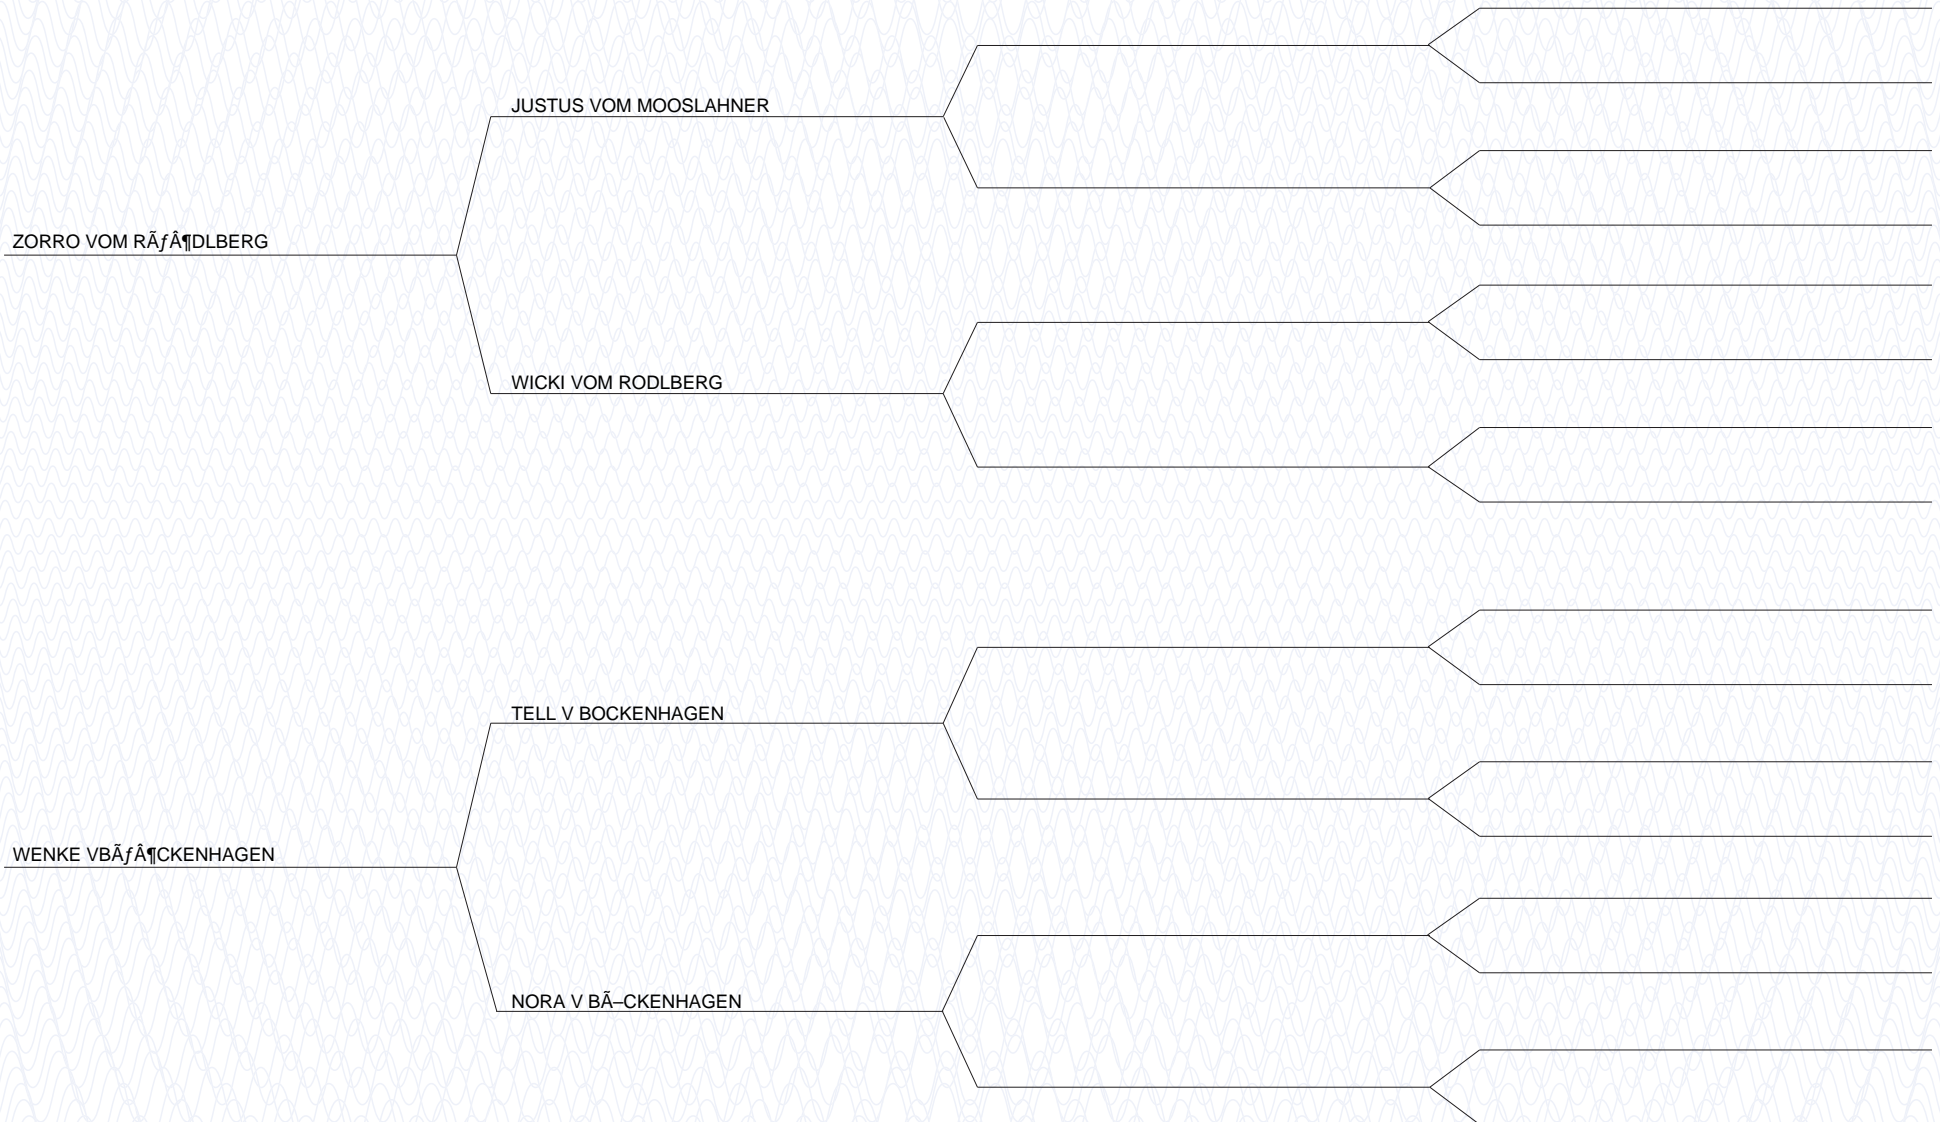 JUSTUS VOM MOOSLAHNER
ZORRO VOM RÃƒÂ¶DLBERG
WICKI VOM RODLBERG
TELL V BOCKENHAGEN
WENKE VBÃƒÂ¶CKENHAGEN
NORA V BÃ–CKENHAGEN